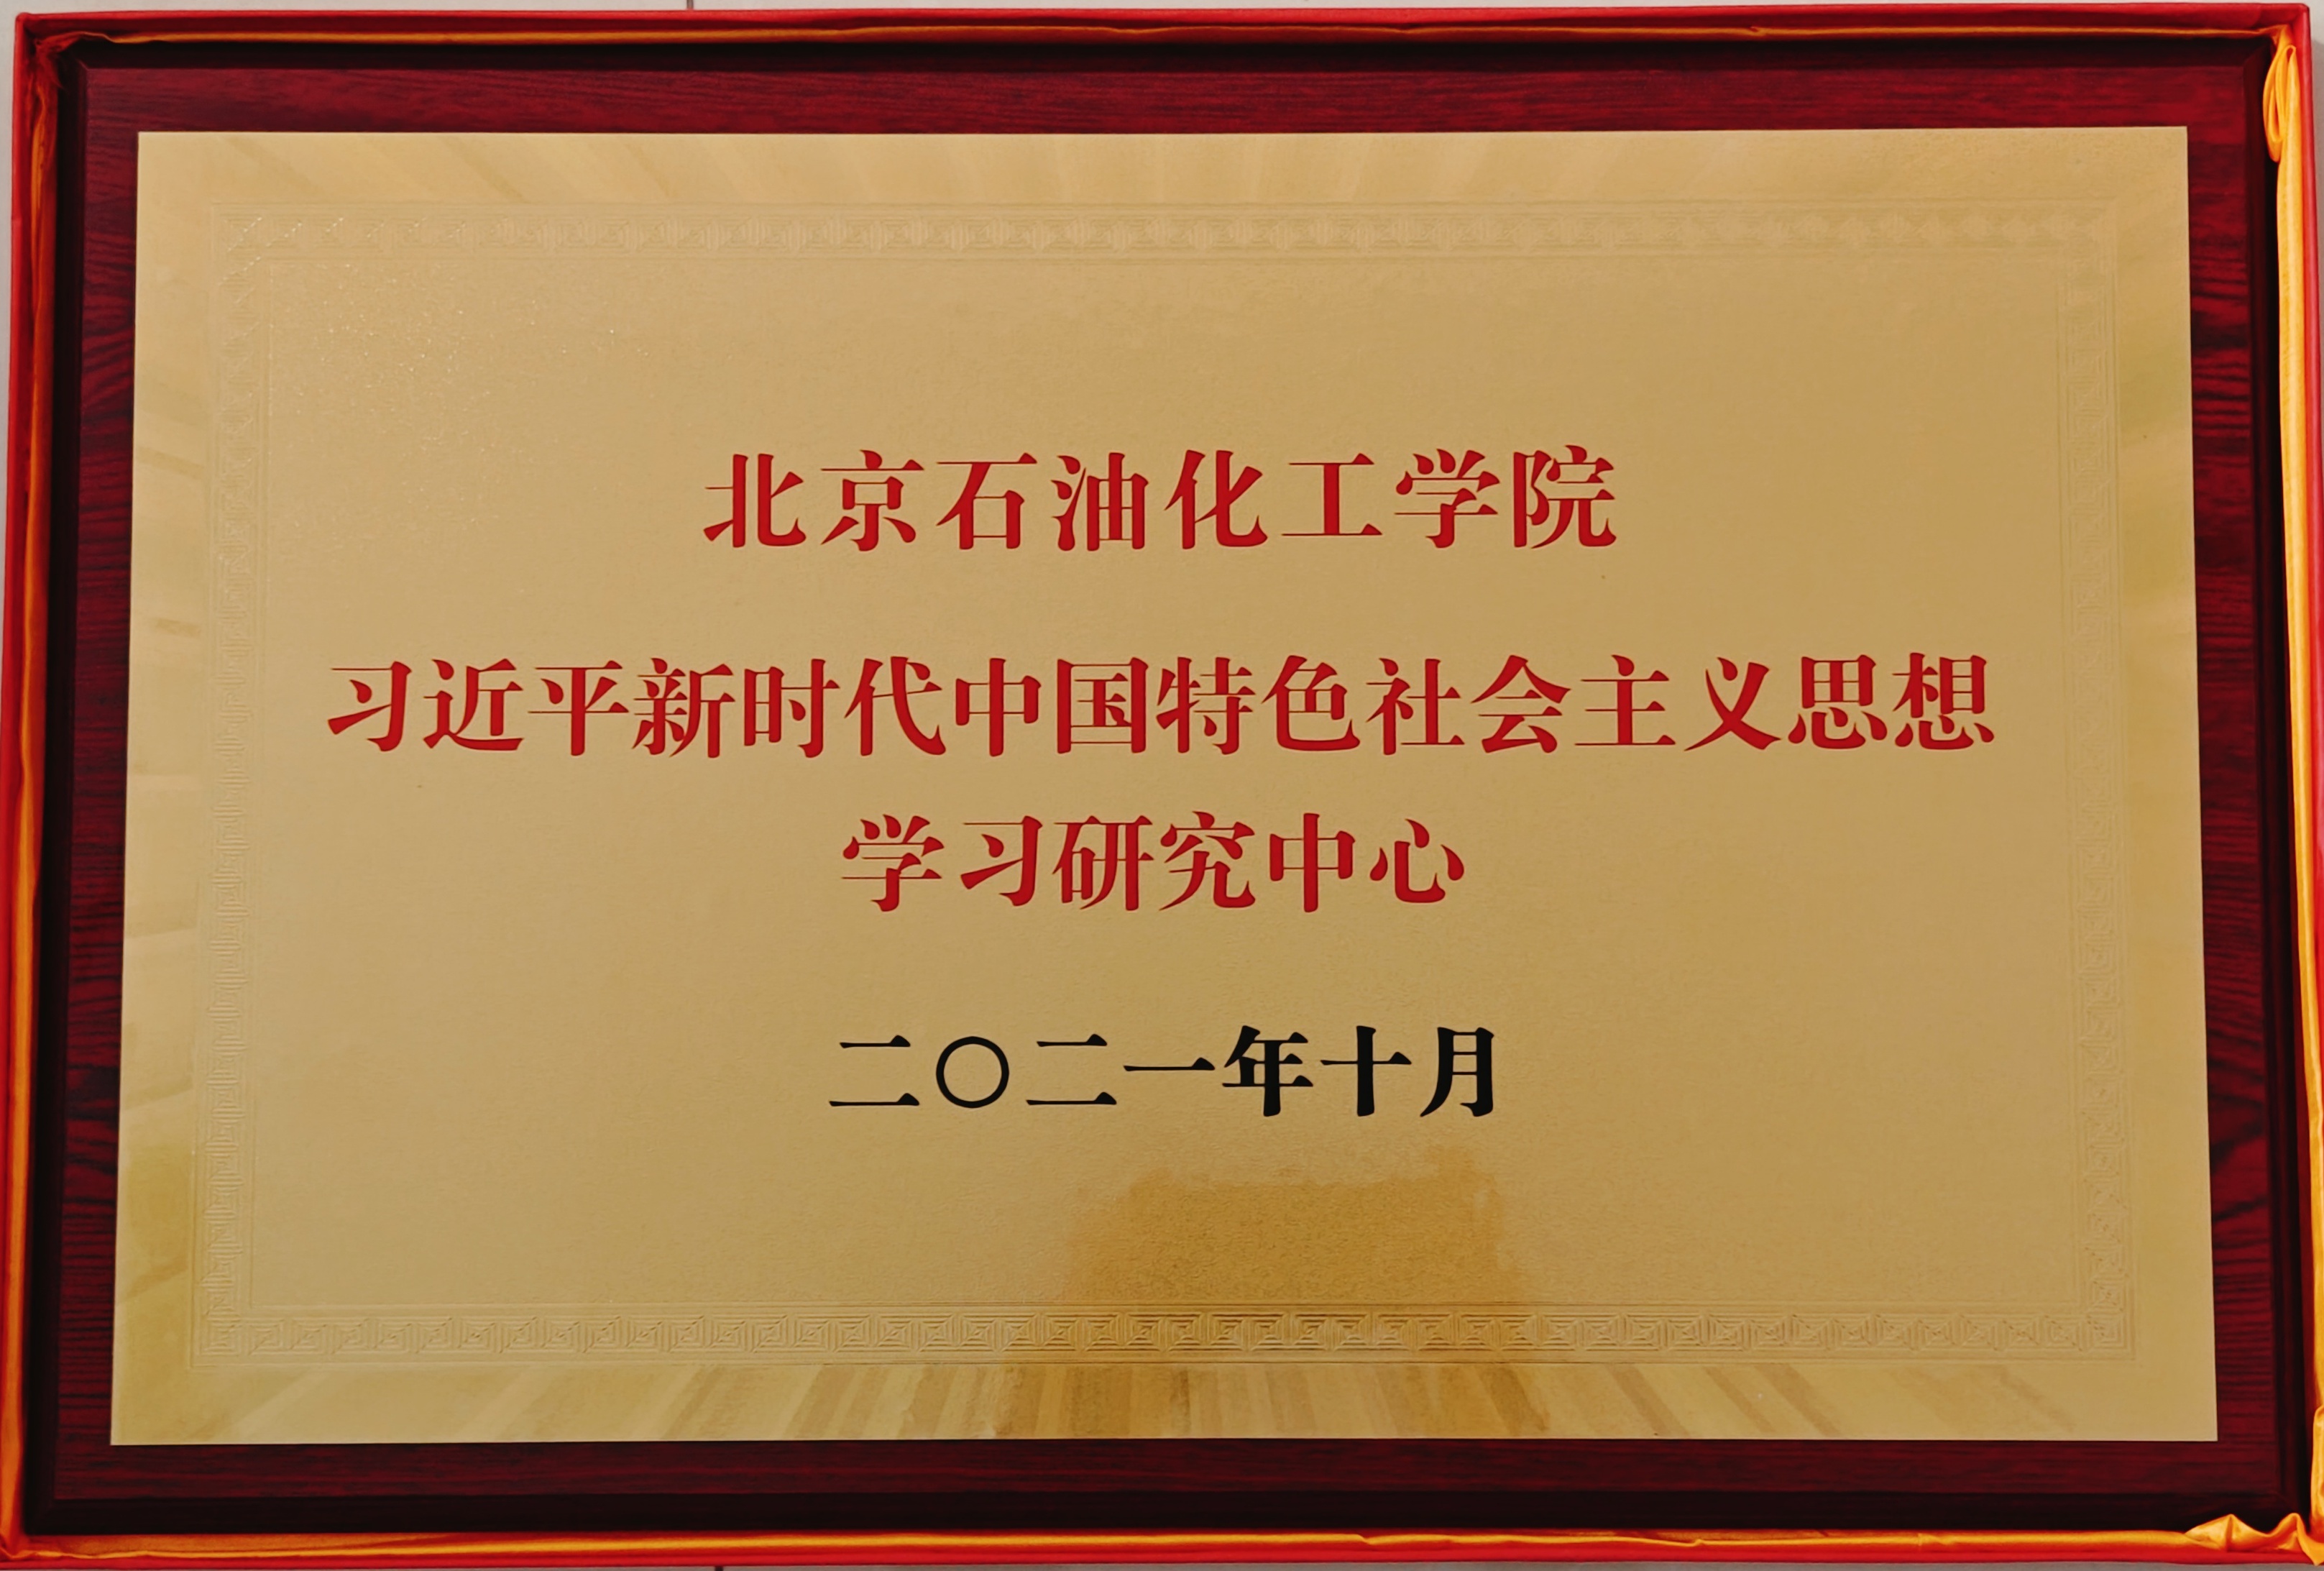 北京石油化工学院
习近平新时代中国特色社会主义思想
学习研究中心
二〇二一年十月